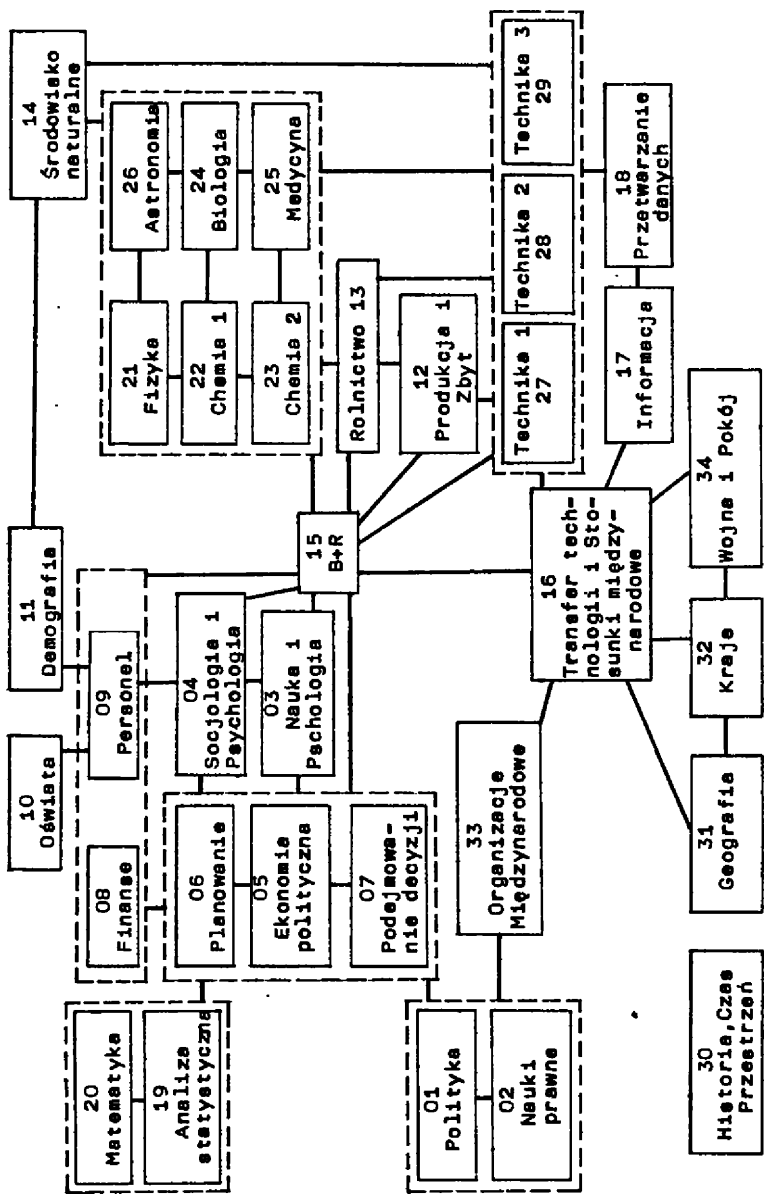 10
Oświata
11
Demografia
14
Środowisko
naturalne
20
Matematyka
19
Analiza
statystyczna
08
Finanse
09
Personel
21
Fizyka
26
Astronomia
22
Chemia 1
24
Biologia
23
Chemia 2
25
Medycyna
06
Planowanie
05
Ekonomia
polityczna
07
Podejmowa-
nie decyzji
04
Socjologia i
Psychologia
03
Nauka i
Pschologia
15
B+R
Rolnictwo 13
12
Produkcja i
Zbyt
01
Polityka
02
Nauki
prawne
33
Organizacje
Międzynarodowe
Technika 1
27
Technika 2
28
Technika 3
29
16
Transfer tech-
nologii i Sto-
sunki między-
narodowe
17
Informacja
18
Przetwarzanie
danych
30
Historia,Czas
Przestrzeń
31
Geografia
32
Kraje
34
Wojna i Pokój